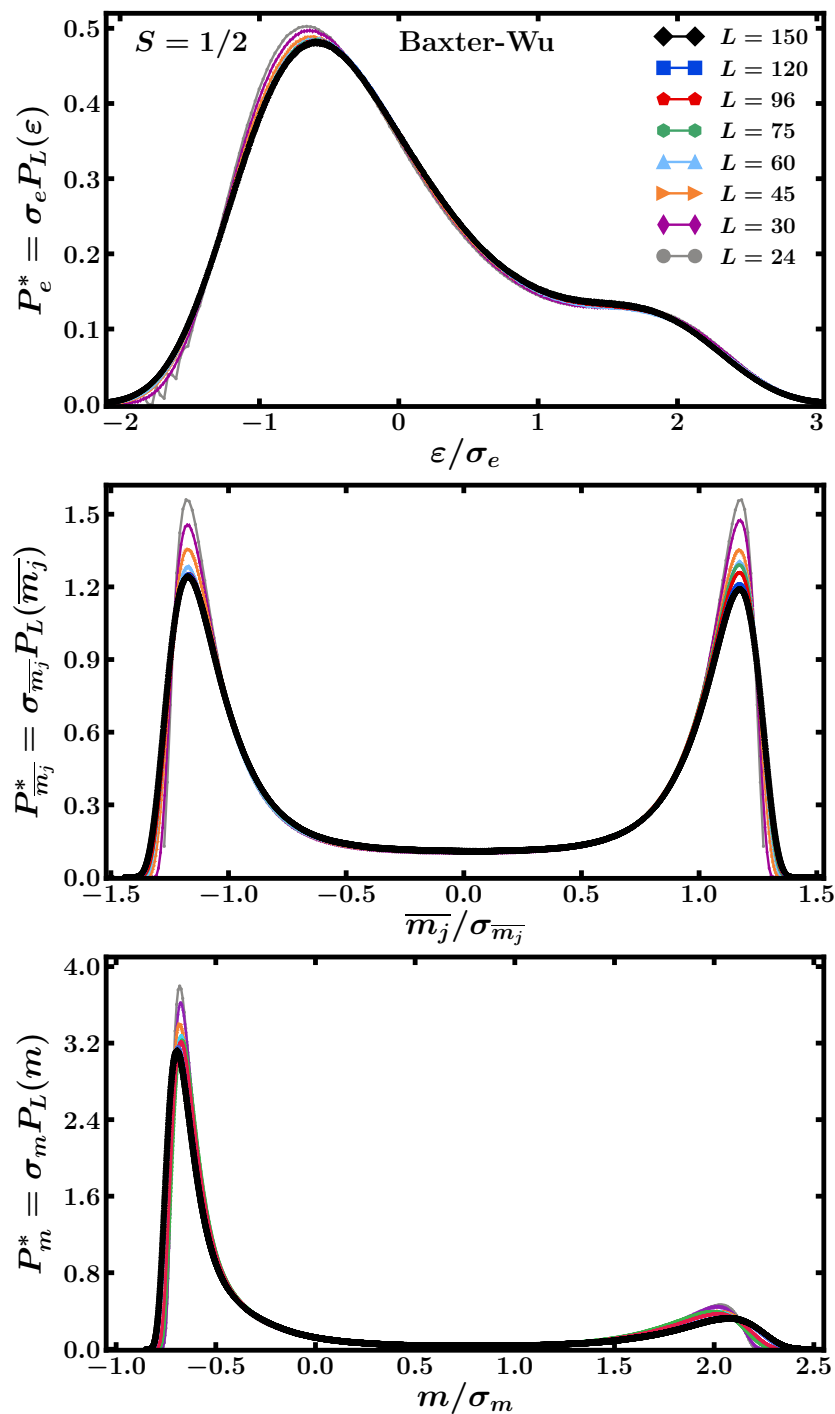 S = 1/2
Baxter-Wu
L = 150
L = 120
L = 96
L = 75
L = 60
L = 45
L = 30
L = 24
P*_e = σ_e P_L(ε)
0.5
0.4
0.3
0.2
0.1
0.0
−2 −1 0 1 2 3
ε/σ_e
P*_{\overline{m_j}} = σ_{\overline{m_j}} P_L(\overline{m_j})
1.5
1.2
0.9
0.6
0.3
0.0
−1.5 −1.0 −0.5 0.0 0.5 1.0 1.5
\overline{m_j}/σ_{\overline{m_j}}
P*_m = σ_m P_L(m)
4.0
3.2
2.4
1.6
0.8
0.0
−1.0 −0.5 0.0 0.5 1.0 1.5 2.0 2.5
m/σ_m